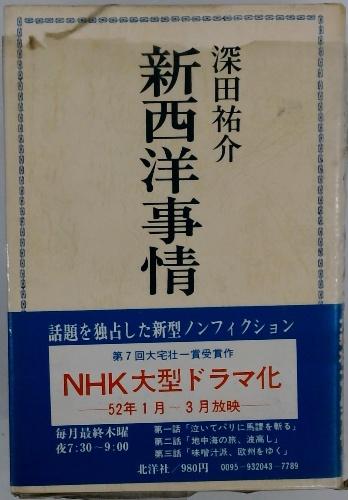 深田祐介
新西洋事情
話題を独占した新型ノンフィクション
第7回大宅壮一賞受賞作
NHK大型ドラマ化
―52年1月～3月放映―
毎月最終木曜
夜7:30～9:00
第一話「泣いてパリに馬謖を斬る」
第二話「地中海の旅、波高し」
第三話「味噌汁派、欧州をゆく」
北洋社／980円 0095-932043-7789